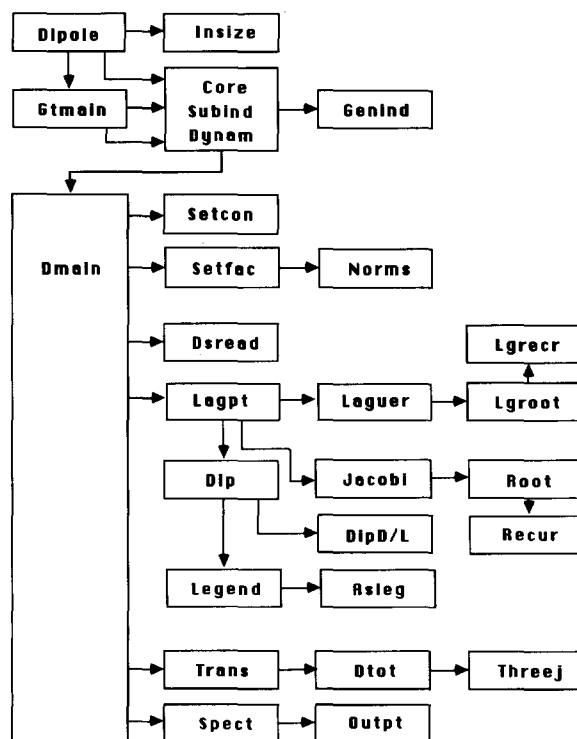 Dipole
Insize
Gtmain
Core
Subind
Dynam
Genind
Dmain
Setcon
Setfac
Norms
Dsread
Lgrecr
Lagpt
Laguer
Lgroot
Dip
Jacobi
Root
DipD/L
Recur
Legend
Asleg
Trans
Dtot
Threej
Spect
Outpt